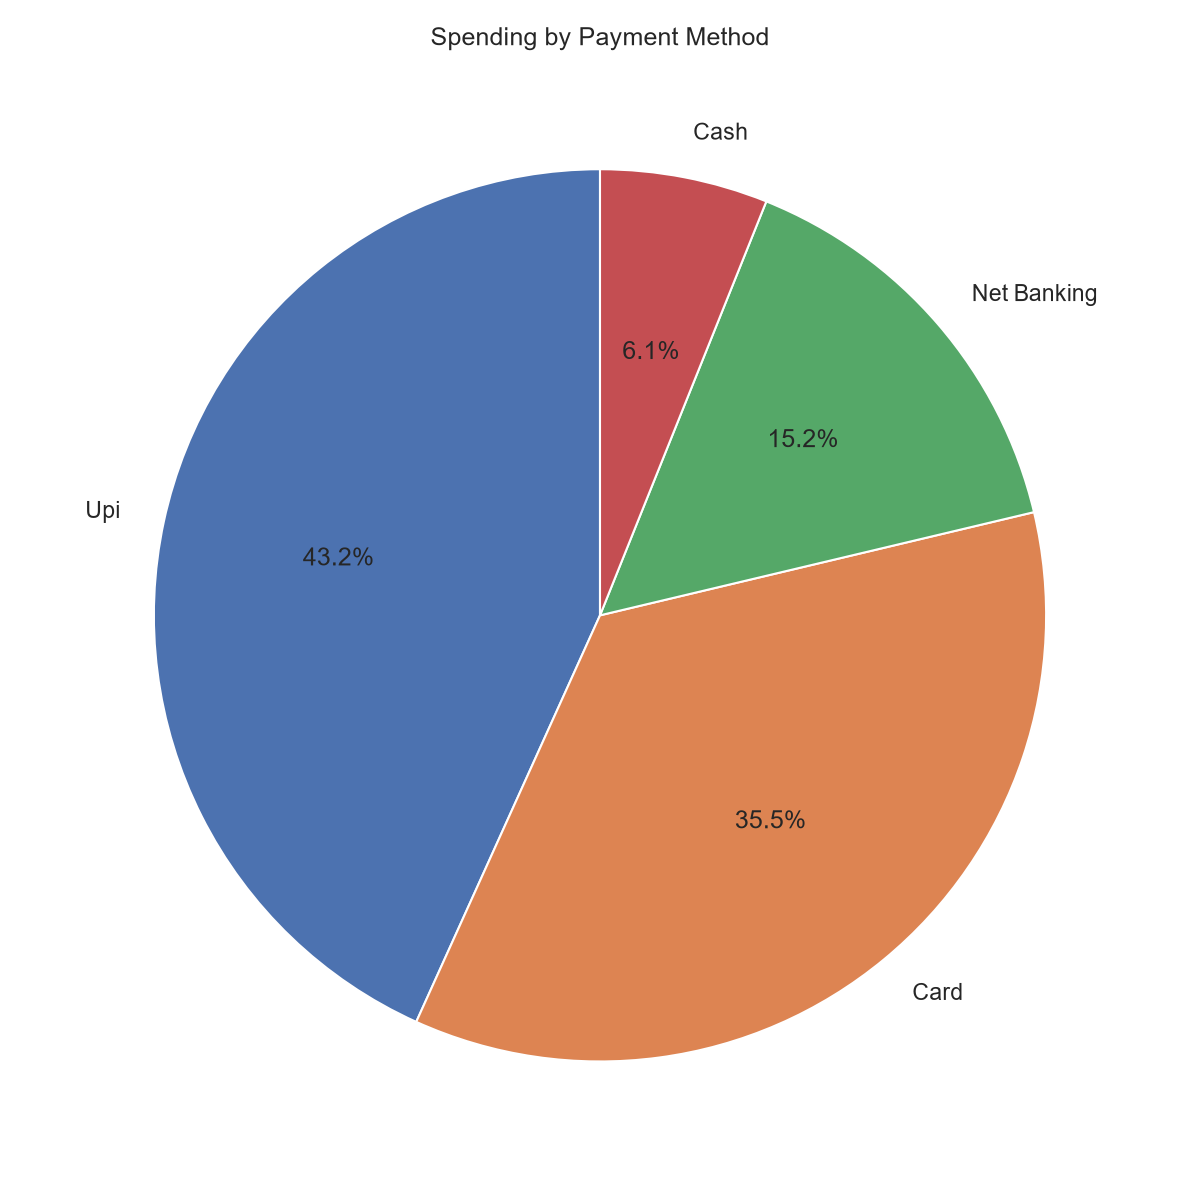 Spending by Payment Method
Cash
Net Banking
6.1%
15.2%
Upi
43.2%
35.5%
Card